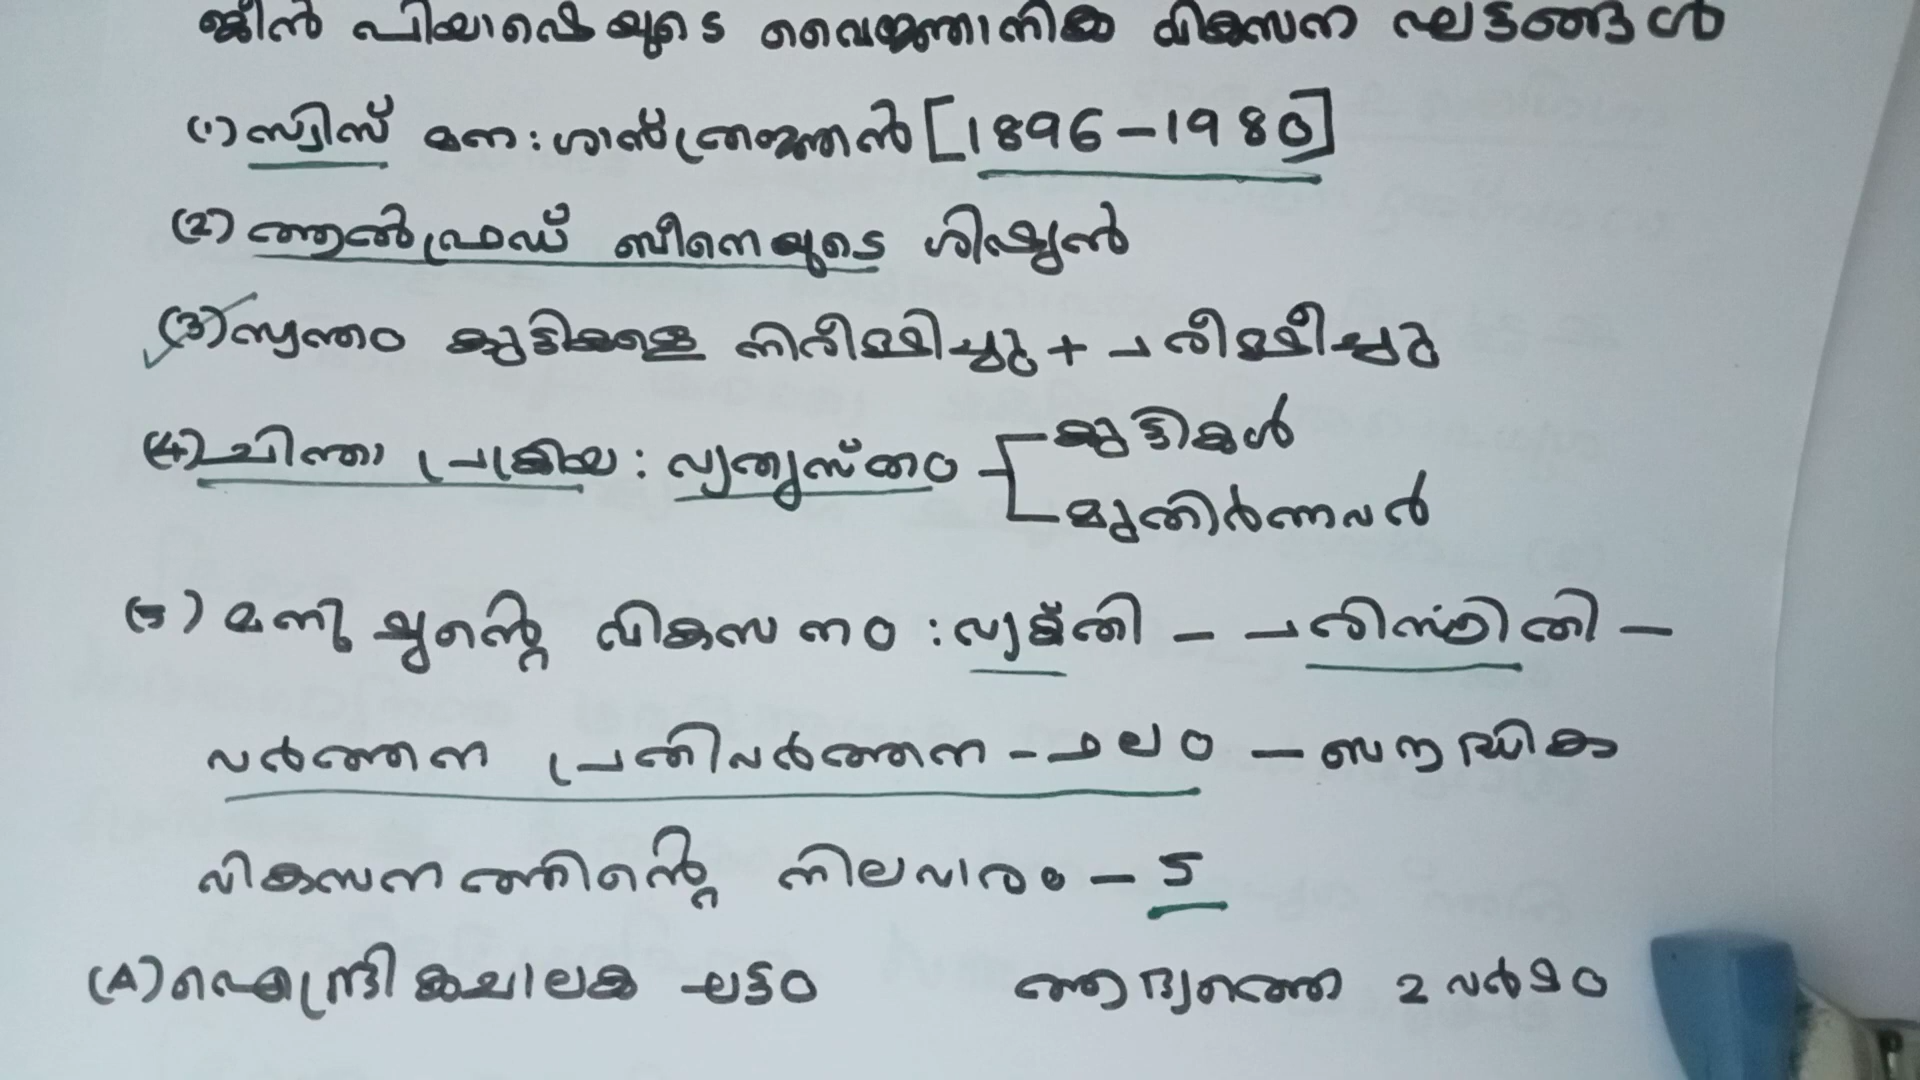 ജീൻ പിയാഷെയുടെ വൈജ്ഞാനിക വികസന ഘട്ടങ്ങൾ
(1) സ്വിസ് മന:ശാസ്ത്രജ്ഞൻ [1896-1980]
(2) ആൽഫ്രഡ് ബീനെയുടെ ശിഷ്യൻ
(3) സ്വന്തം കുട്ടികളെ നിരീക്ഷിച്ചു + പരീക്ഷിച്ചു
(4) ചിന്താ പ്രക്രിയ : വ്യത്യസ്തം കുട്ടികൾ
മുതിർന്നവർ
(5) മനുഷ്യന്റെ വികസനം : വ്യക്തി - പരിസ്ഥിതി -
വർത്തന പ്രതിവർത്തന - ഫലം - ബൗദ്ധിക
വികസനത്തിന്റെ നിലവാരം - 5
(A) ഐന്ദ്രികചാലക ഘട്ടം ആദ്യത്തെ 2 വർഷം